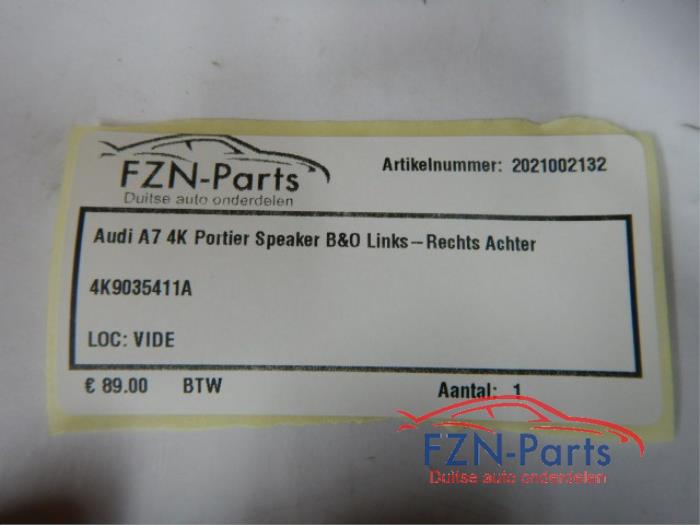 FZN-Parts
Duitse auto onderdelen
Artikelnummer: 2021002132
Audi A7 4K Portier Speaker B&O Links--Rechts Achter
4K9035411A
LOC: VIDE
€ 89.00 BTW Aantal: 1
FZN-Parts
Duitse auto onderdelen